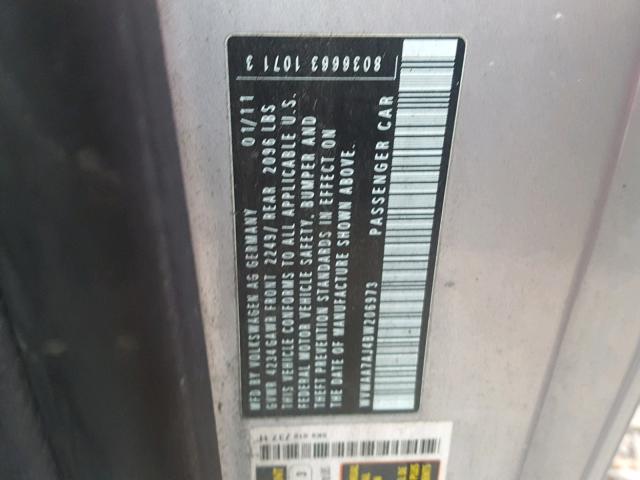 MFD BY VOLKSWAGEN AG GERMANY 01/11
GVWR 4234 GAWR FRONT 2249/ REAR 2096 LBS
THIS VEHICLE CONFORMS TO ALL APPLICABLE U.S.
FEDERAL MOTOR VEHICLE SAFETY, BUMPER AND
THEFT PREVENTION STANDARDS IN EFFECT ON
THE DATE OF MANUFACTURE SHOWN ABOVE.
PASSENGER CAR
8036663 1071 3